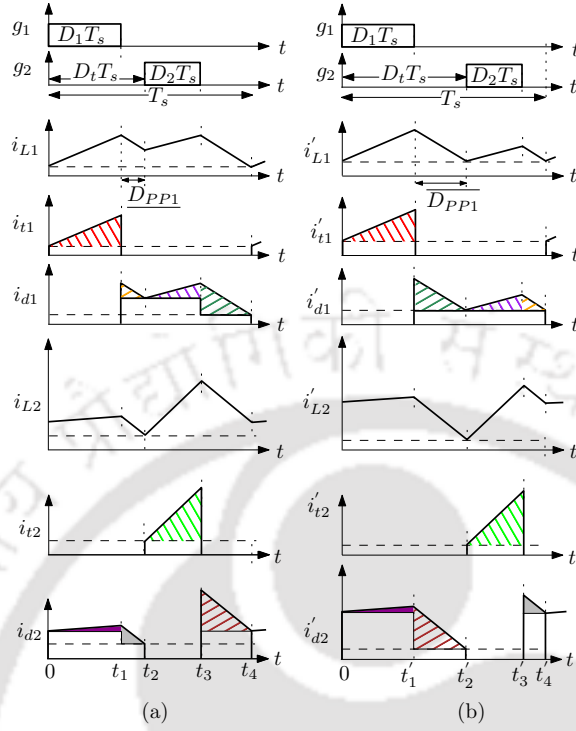 g1 D1Ts t
g2 DtTs D2Ts t
Ts
iL1 t
DPP1
it1 t
id1 t
iL2 t
it2 t
id2 t
0 t1 t2 t3 t4
(a)
g1 D1Ts t
g2 DtTs D2Ts t
Ts
i'L1 t
DPP1
i't1 t
i'd1 t
i'L2 t
i't2 t
i'd2 t
0 t'1 t'2 t'3 t'4
(b)